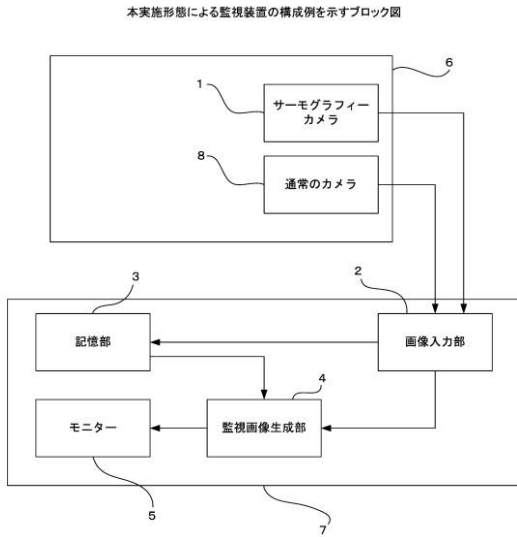 本実施形態による監視装置の構成例を示すブロック図
6
1
サーモグラフィー
カメラ
8
通常のカメラ
3
2
記憶部
画像入力部
4
モニター
監視画像生成部
5
7